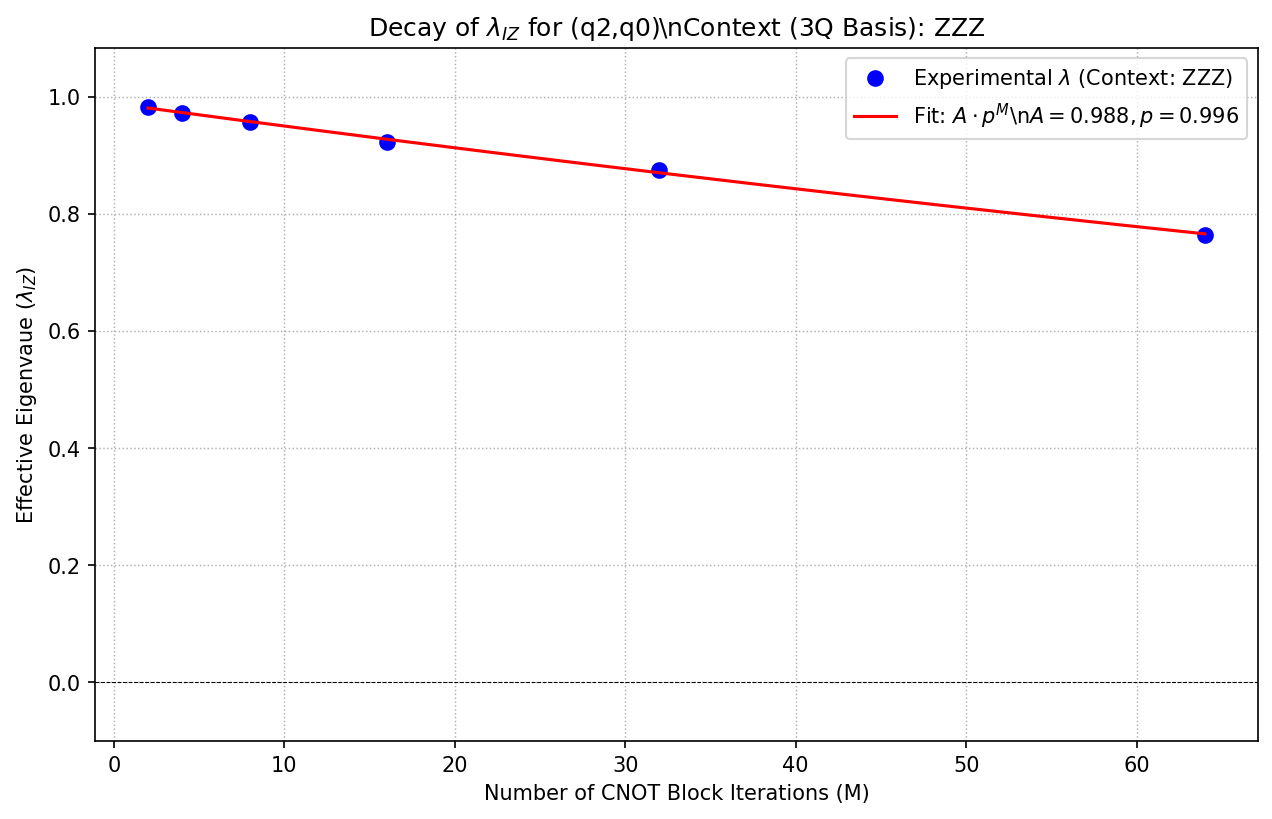 Decay of λ_IZ for (q2,q0)\nContext (3Q Basis): ZZZ
Experimental λ (Context: ZZZ)
Fit: A · p^M\nA = 0.988, p = 0.996
Effective Eigenvaue (λ_IZ)
1.0
0.8
0.6
0.4
0.2
0.0
0
10
20
30
40
50
60
Number of CNOT Block Iterations (M)